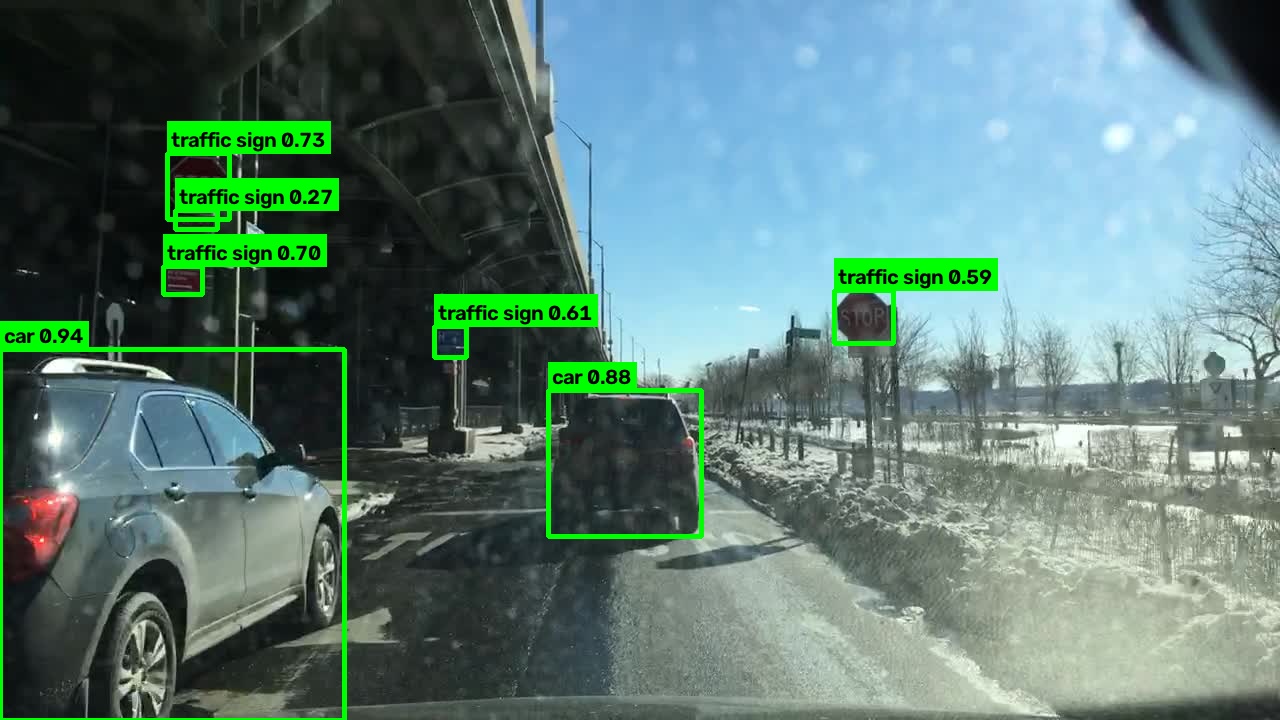 traffic sign 0.73
traffic sign 0.27
traffic sign 0.70
traffic sign 0.59
STOP
traffic sign 0.61
car 0.94
car 0.88